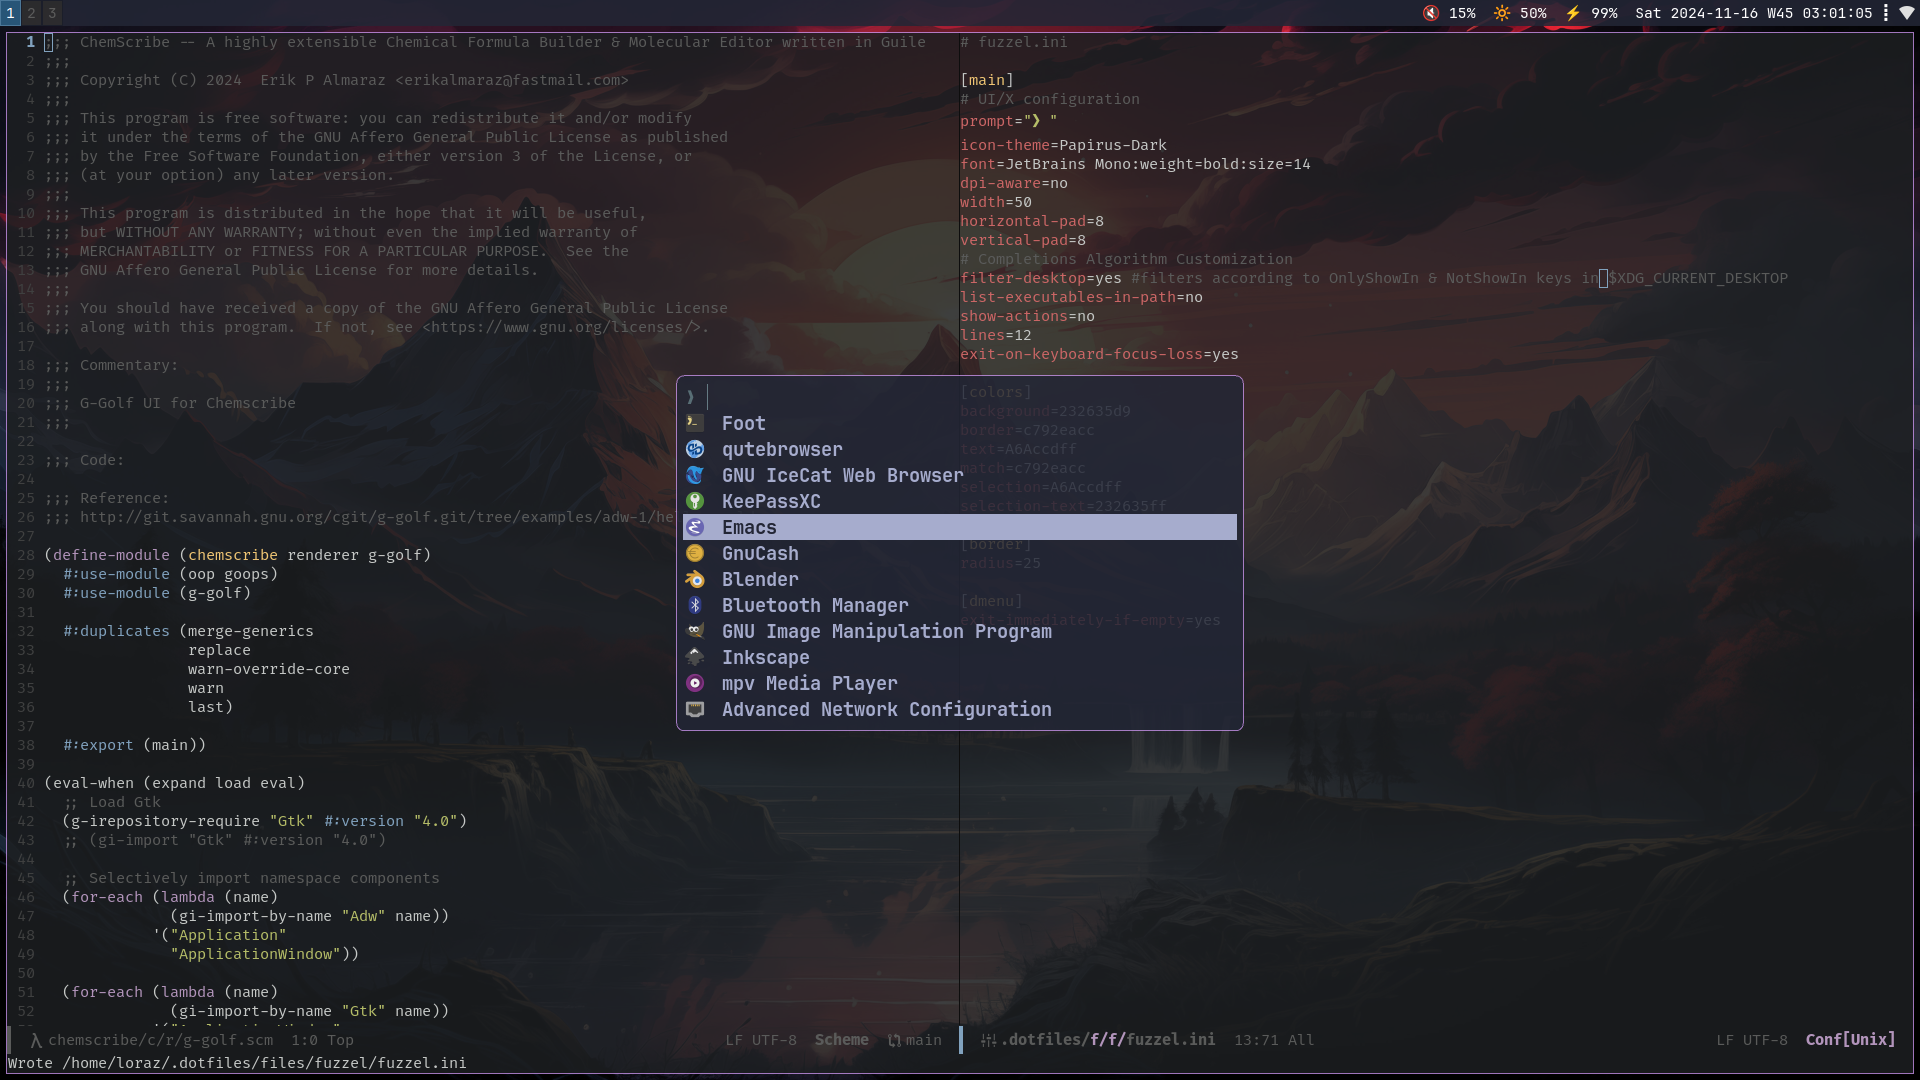 1 2 3
15% 50% 99% Sat 2024-11-16 W45 03:01:05
1 ;;; ChemScribe -- A highly extensible Chemical Formula Builder & Molecular Editor written in Guile
2 ;;;
3 ;;; Copyright (C) 2024  Erik P Almaraz <erikalmaraz@fastmail.com>
4 ;;;
5 ;;; This program is free software: you can redistribute it and/or modify
6 ;;; it under the terms of the GNU Affero General Public License as published
7 ;;; by the Free Software Foundation, either version 3 of the License, or
8 ;;; (at your option) any later version.
9 ;;;
10 ;;; This program is distributed in the hope that it will be useful,
11 ;;; but WITHOUT ANY WARRANTY; without even the implied warranty of
12 ;;; MERCHANTABILITY or FITNESS FOR A PARTICULAR PURPOSE.  See the
13 ;;; GNU Affero General Public License for more details.
14 ;;;
15 ;;; You should have received a copy of the GNU Affero General Public License
16 ;;; along with this program.  If not, see <https://www.gnu.org/licenses/>.
17
18 ;;; Commentary:
19 ;;;
20 ;;; G-Golf UI for Chemscribe
21 ;;;
22
23 ;;; Code:
24
25 ;;; Reference:
26 ;;; http://git.savannah.gnu.org/cgit/g-golf.git/tree/examples/adw-1/he
27
28 (define-module (chemscribe renderer g-golf)
29   #:use-module (oop goops)
30   #:use-module (g-golf)
31
32   #:duplicates (merge-generics
33                 replace
34                 warn-override-core
35                 warn
36                 last)
37
38   #:export (main))
39
40 (eval-when (expand load eval)
41   ;; Load Gtk
42   (g-irepository-require "Gtk" #:version "4.0")
43   ;; (gi-import "Gtk" #:version "4.0")
44
45   ;; Selectively import namespace components
46   (for-each (lambda (name)
47               (gi-import-by-name "Adw" name))
48             '("Application"
49               "ApplicationWindow"))
50
51   (for-each (lambda (name)
52               (gi-import-by-name "Gtk" name))
λ chemscribe/c/r/g-golf.scm  1:0 Top LF UTF-8 Scheme main
# fuzzel.ini
[main]
# UI/X configuration
prompt="❯ "
icon-theme=Papirus-Dark
font=JetBrains Mono:weight=bold:size=14
dpi-aware=no
width=50
horizontal-pad=8
vertical-pad=8
# Completions Algorithm Customization
filter-desktop=yes #filters according to OnlyShowIn & NotShowIn keys in $XDG_CURRENT_DESKTOP
list-executables-in-path=no
show-actions=no
lines=12
exit-on-keyboard-focus-loss=yes
[colors]
background=232635d9
border=c792eacc
text=A6Accdff
match=c792eacc
selection=A6Accdff
selection-text=232635ff
[border]
radius=25
[dmenu]
exit-immediately-if-empty=yes
.dotfiles/f/f/fuzzel.ini  13:71 All LF UTF-8 Conf[Unix]
❯
Foot
qutebrowser
GNU IceCat Web Browser
KeePassXC
Emacs
GnuCash
Blender
Bluetooth Manager
GNU Image Manipulation Program
Inkscape
mpv Media Player
Advanced Network Configuration
Wrote /home/loraz/.dotfiles/files/fuzzel/fuzzel.ini